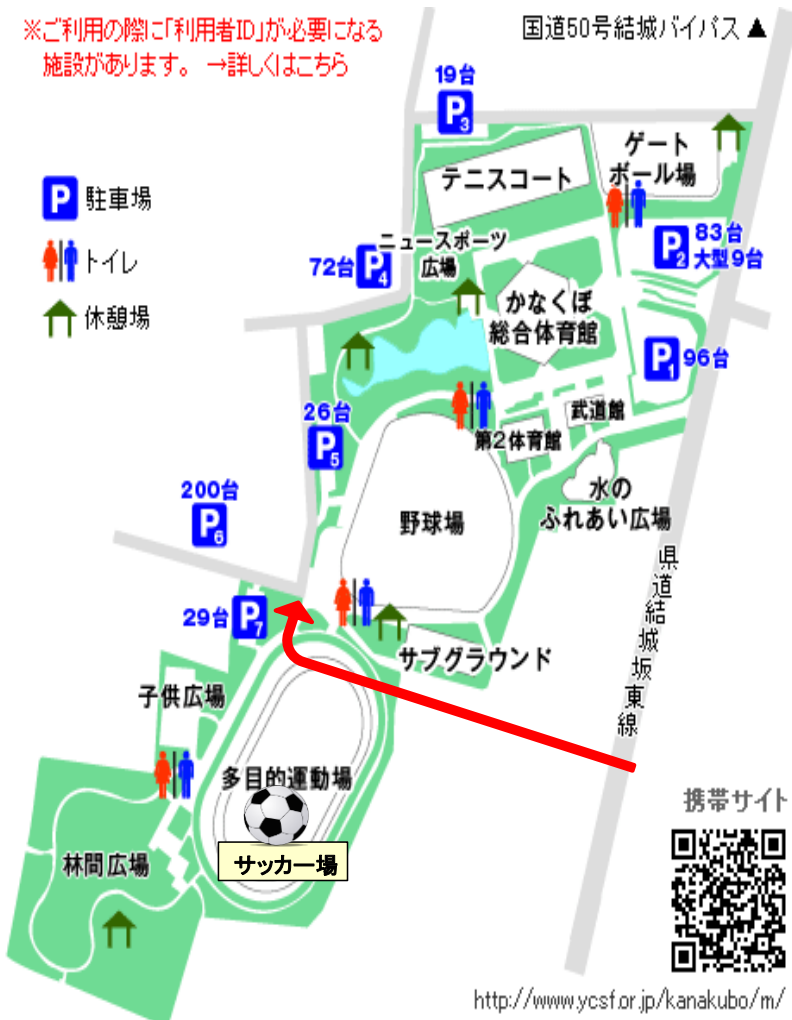 ※ご利用の際に「利用者ID」が必要になる
施設があります。 →詳しくはこちら
国道50号結城バイパス ▲
19台
P3
ゲート
ボール場
テニスコート
P 駐車場
トイレ
休憩場
ニュースポーツ
広場
72台 P4
P2 83台
大型9台
かなくぼ
総合体育館
P1 96台
26台
P5
武道館
第2体育館
水の
ふれあい広場
200台
P6
野球場
県道結城坂東線
29台 P7
サブグラウンド
子供広場
多目的運動場
サッカー場
林間広場
携帯サイト
http://www.ycsf.or.jp/kanakubo/m/